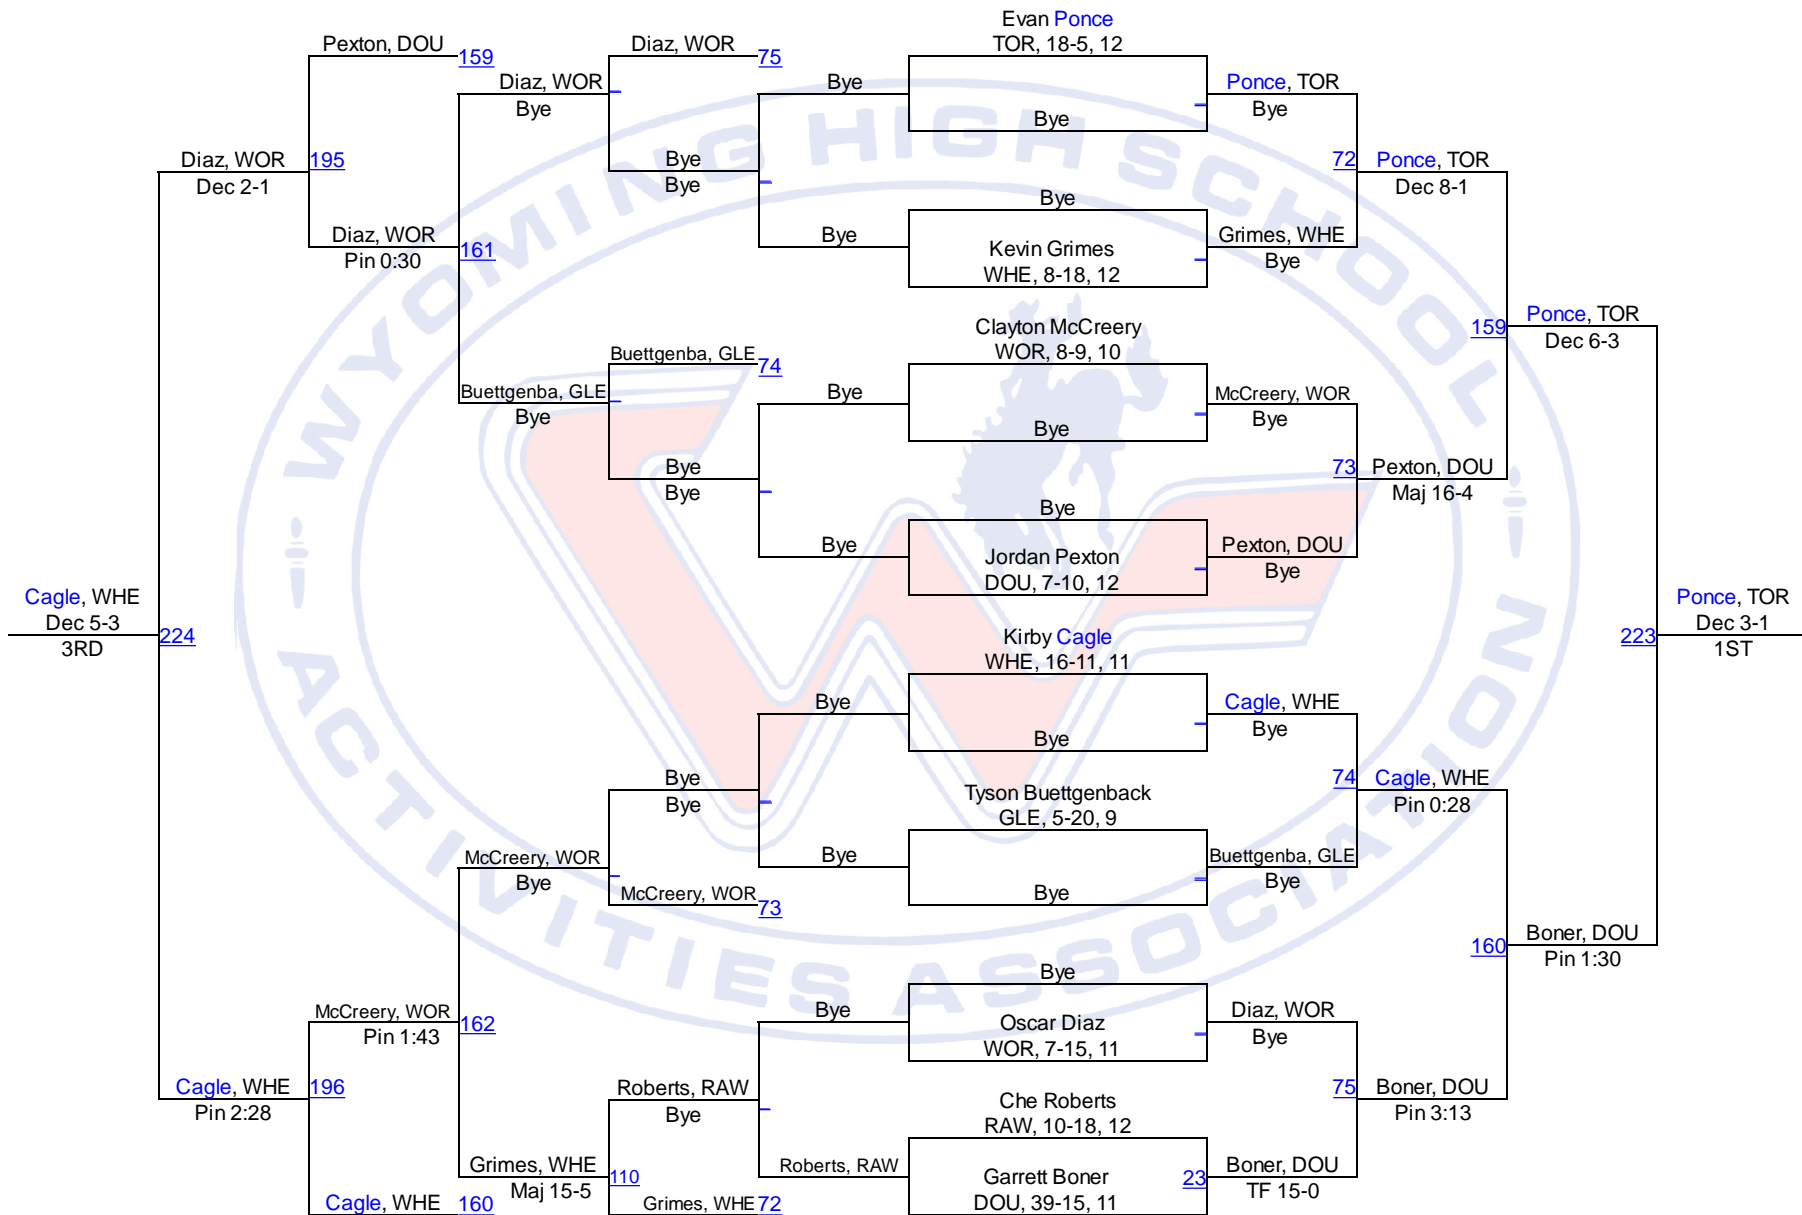 Evan Ponce
TOR, 18-5, 12
Pexton, DOU
159
Diaz, WOR
75
Diaz, WOR
Bye
Bye
Bye
Ponce, TOR
Bye
Diaz, WOR
Dec 2-1
195
Bye
Bye
72
Ponce, TOR
Dec 8-1
Bye
Diaz, WOR
Pin 0:30
161
Bye
Kevin Grimes
WHE, 8-18, 12
Grimes, WHE
Bye
Clayton McCreery
WOR, 8-9, 10
159
Ponce, TOR
Dec 6-3
Buettgenba, GLE
74
Buettgenba, GLE
Bye
Bye
Bye
McCreery, WOR
Bye
Bye
Bye
73
Pexton, DOU
Maj 16-4
Bye
Bye
Jordan Pexton
DOU, 7-10, 12
Pexton, DOU
Bye
Cagle, WHE
Dec 5-3
3RD
224
Kirby Cagle
WHE, 16-11, 11
223
Ponce, TOR
Dec 3-1
1ST
Bye
Bye
Cagle, WHE
Bye
Bye
Bye
Tyson Buettgenback
GLE, 5-20, 9
74
Cagle, WHE
Pin 0:28
McCreery, WOR
Bye
Bye
Bye
Buettgenba, GLE
Bye
McCreery, WOR
73
160
Boner, DOU
Pin 1:30
Bye
McCreery, WOR
Pin 1:43
162
Bye
Oscar Diaz
WOR, 7-15, 11
Diaz, WOR
Bye
Cagle, WHE
Pin 2:28
196
Roberts, RAW
Bye
Che Roberts
RAW, 10-18, 12
75
Boner, DOU
Pin 3:13
Grimes, WHE
Maj 15-5
110
Roberts, RAW
Garrett Boner
DOU, 39-15, 11
23
Boner, DOU
TF 15-0
Cagle, WHE
160
Grimes, WHE
72
WYOMING HIGH SCHOOL
ACTIVITIES ASSOCIATION